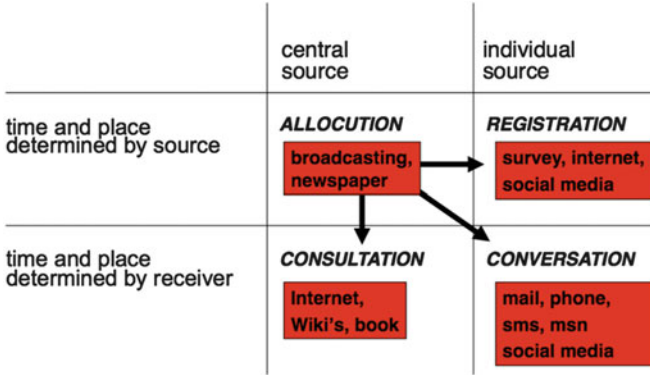 central
source
individual
source
time and place
determined by source
ALLOCUTION
broadcasting,
newspaper
REGISTRATION
survey, internet,
social media
time and place
determined by receiver
CONSULTATION
Internet,
Wiki's, book
CONVERSATION
mail, phone,
sms, msn
social media